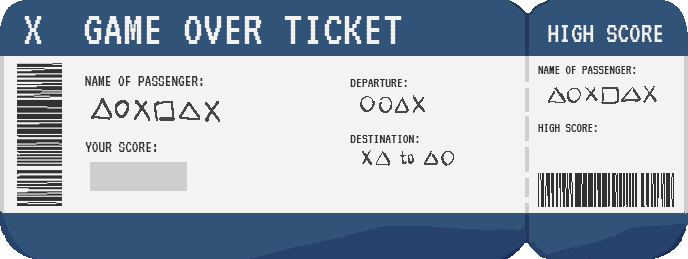 X GAME OVER TICKET
NAME OF PASSENGER:
△○X□△X
YOUR SCORE:
DEPARTURE:
○○△X
DESTINATION:
X△ to △○
HIGH SCORE
NAME OF PASSENGER:
△○X□△X
HIGH SCORE: